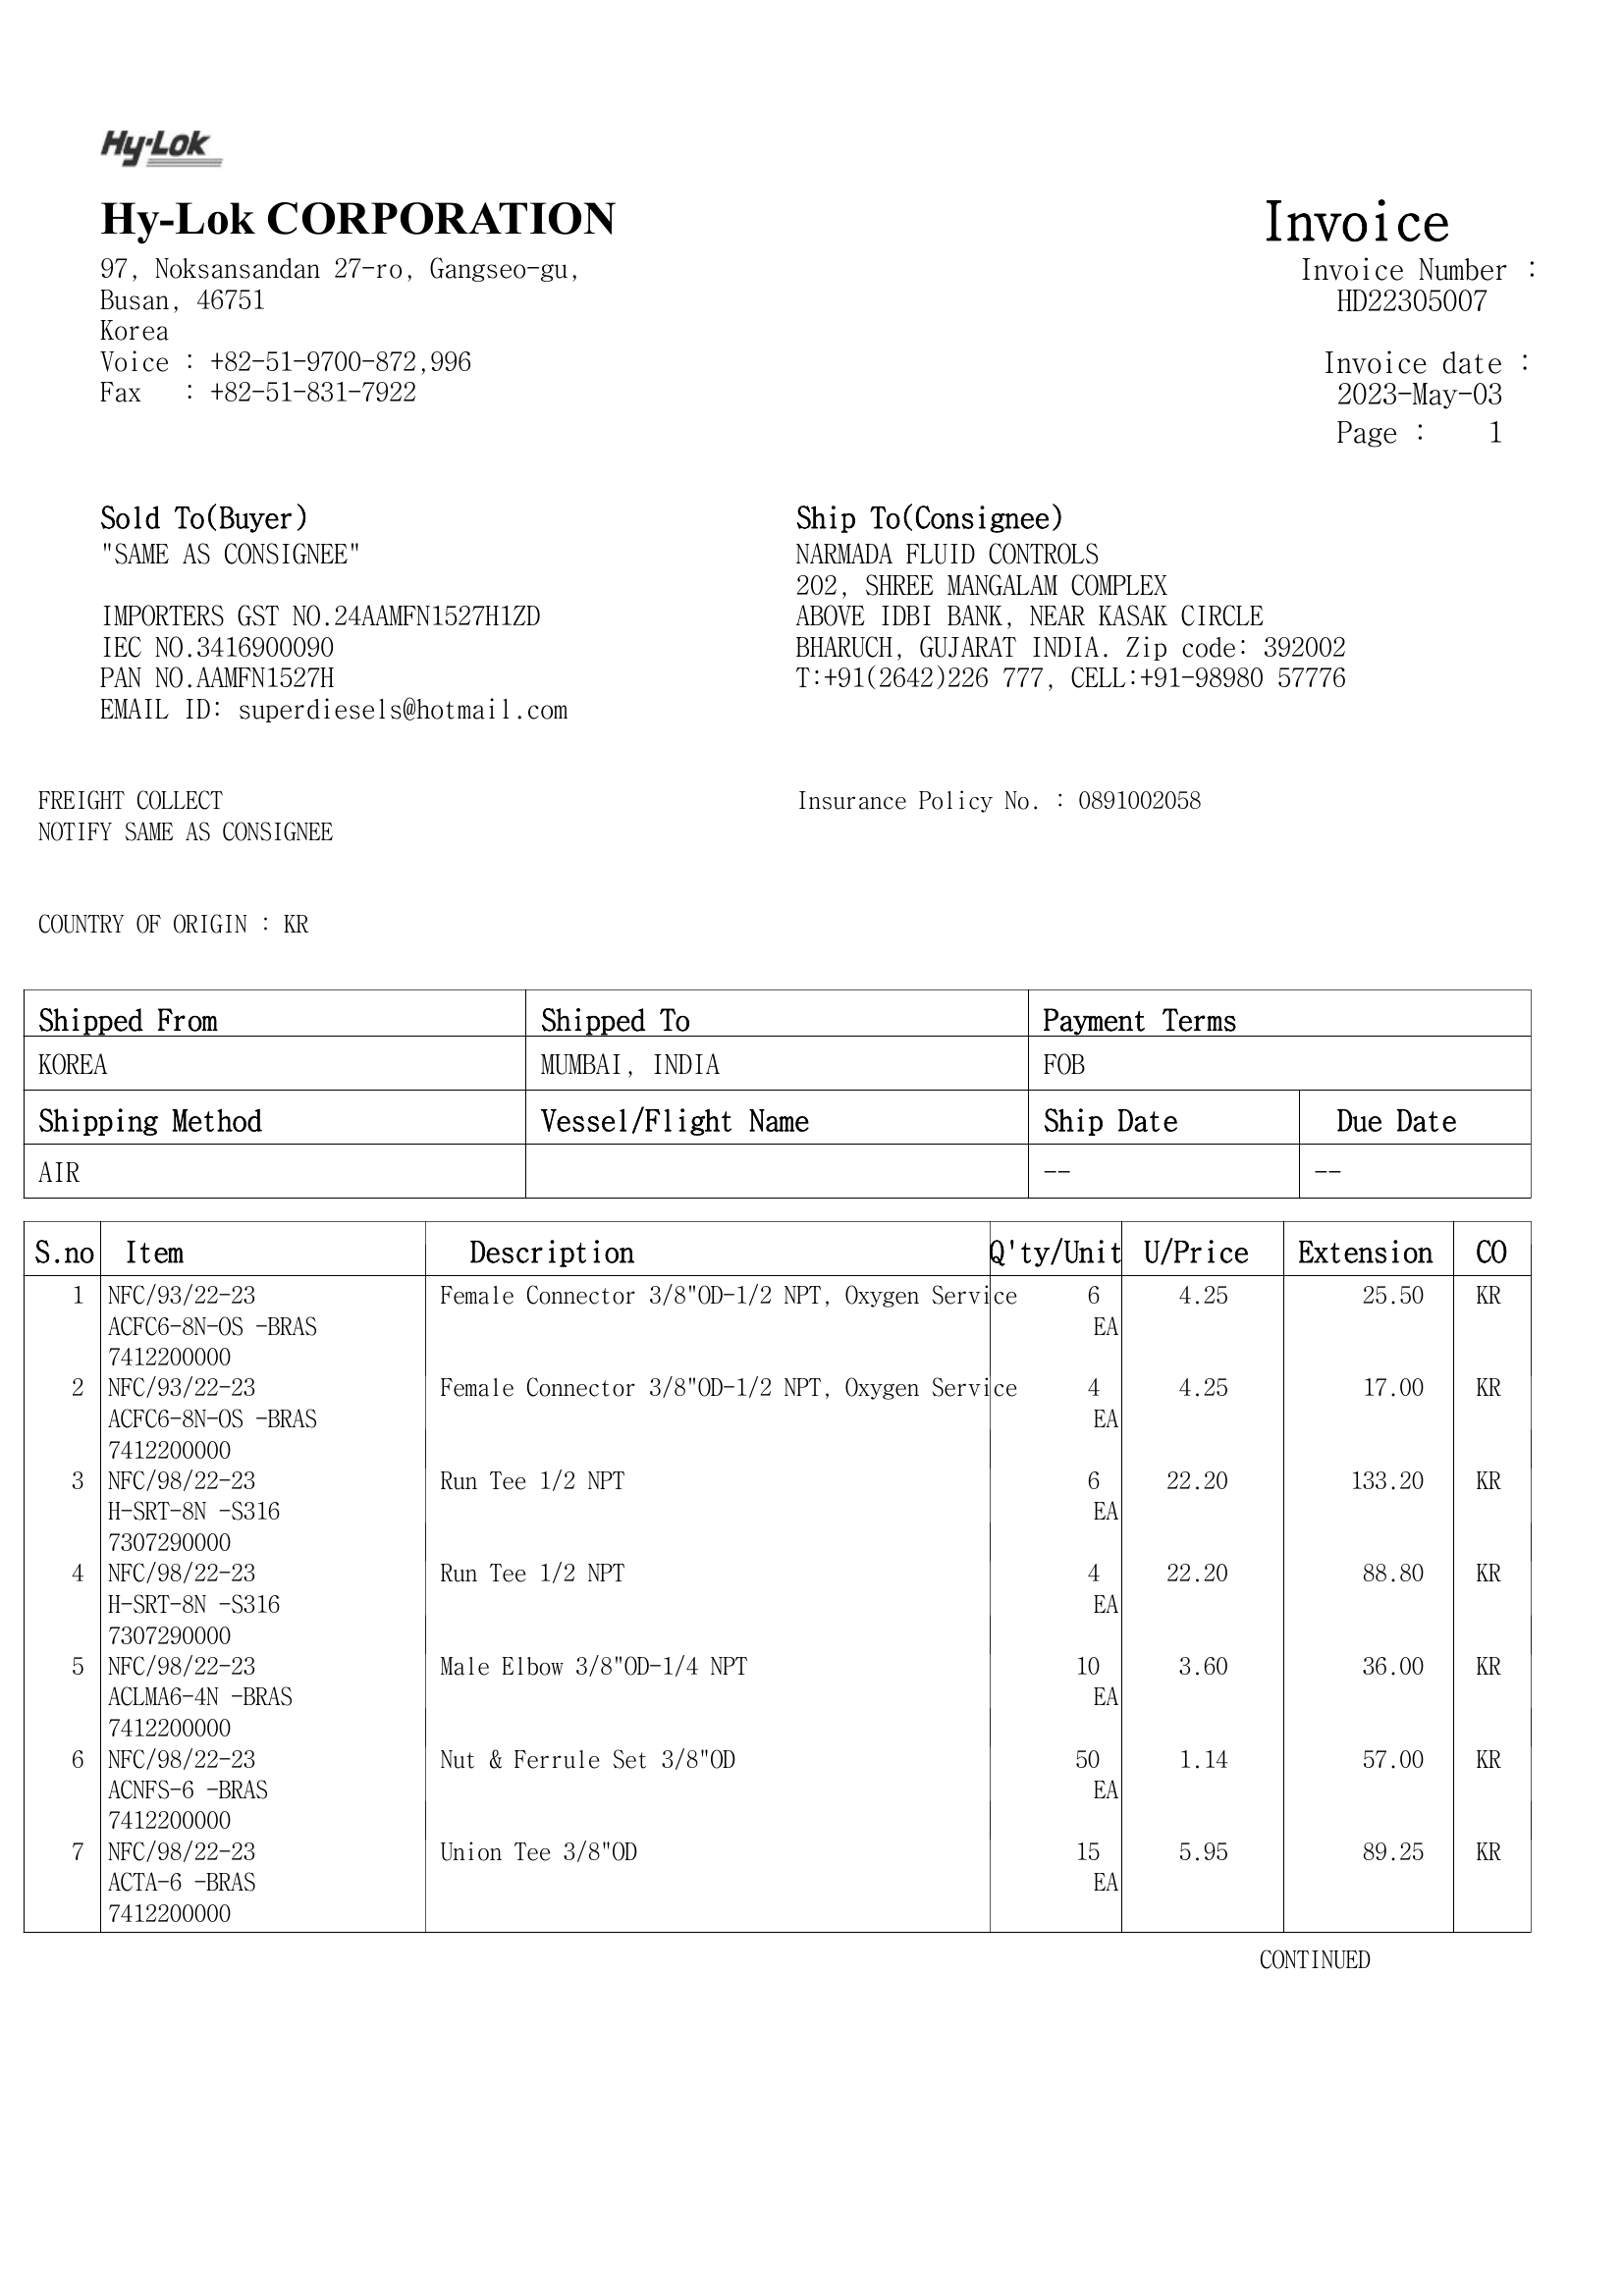 Hy-Lok
Hy-Lok CORPORATION
97, Noksansandan 27-ro, Gangseo-gu,
Busan, 46751
Korea
Voice : +82-51-9700-872,996
Fax : +82-51-831-7922
Invoice
Invoice Number :
HD22305007
Invoice date :
2023-May-03
Page : 1
Sold To(Buyer)
"SAME AS CONSIGNEE"
IMPORTERS GST NO.24AAMFN1527H1ZD
IEC NO.3416900090
PAN NO.AAMFN1527H
EMAIL ID: superdiesels@hotmail.com
Ship To(Consignee)
NARMADA FLUID CONTROLS
202, SHREE MANGALAM COMPLEX
ABOVE IDBI BANK, NEAR KASAK CIRCLE
BHARUCH, GUJARAT INDIA. Zip code: 392002
T:+91(2642)226 777, CELL:+91-98980 57776
FREIGHT COLLECT
NOTIFY SAME AS CONSIGNEE
Insurance Policy No. : 0891002058
COUNTRY OF ORIGIN : KR
Shipped From Shipped To Payment Terms
KOREA MUMBAI, INDIA FOB
Shipping Method Vessel/Flight Name Ship Date Due Date
AIR -- --
S.no Item Description Q'ty/Unit U/Price Extension CO
1 NFC/93/22-23 Female Connector 3/8"OD-1/2 NPT, Oxygen Service 6 4.25 25.50 KR
ACFC6-8N-OS -BRAS EA
7412200000
2 NFC/93/22-23 Female Connector 3/8"OD-1/2 NPT, Oxygen Service 4 4.25 17.00 KR
ACFC6-8N-OS -BRAS EA
7412200000
3 NFC/98/22-23 Run Tee 1/2 NPT 6 22.20 133.20 KR
H-SRT-8N -S316 EA
7307290000
4 NFC/98/22-23 Run Tee 1/2 NPT 4 22.20 88.80 KR
H-SRT-8N -S316 EA
7307290000
5 NFC/98/22-23 Male Elbow 3/8"OD-1/4 NPT 10 3.60 36.00 KR
ACLMA6-4N -BRAS EA
7412200000
6 NFC/98/22-23 Nut & Ferrule Set 3/8"OD 50 1.14 57.00 KR
ACNFS-6 -BRAS EA
7412200000
7 NFC/98/22-23 Union Tee 3/8"OD 15 5.95 89.25 KR
ACTA-6 -BRAS EA
7412200000
CONTINUED